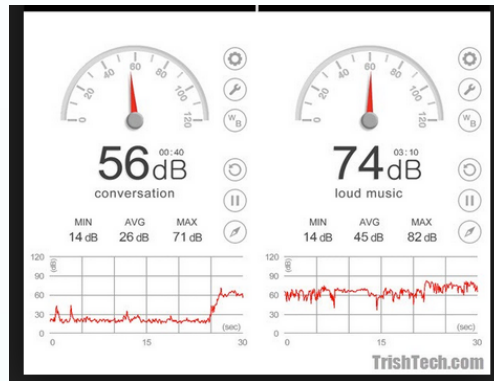 0 20 40 60 80 100 120
W B
00:40
56dB
conversation
MIN AVG MAX
14 dB 26 dB 71 dB
120
(dB)
90
60
30
0
(sec)
0 15 30
0 20 40 60 80 100 120
W B
03:10
74dB
loud music
MIN AVG MAX
14 dB 45 dB 82 dB
120
(dB)
90
60
30
0
(sec)
0 15 30
TrishTech.com